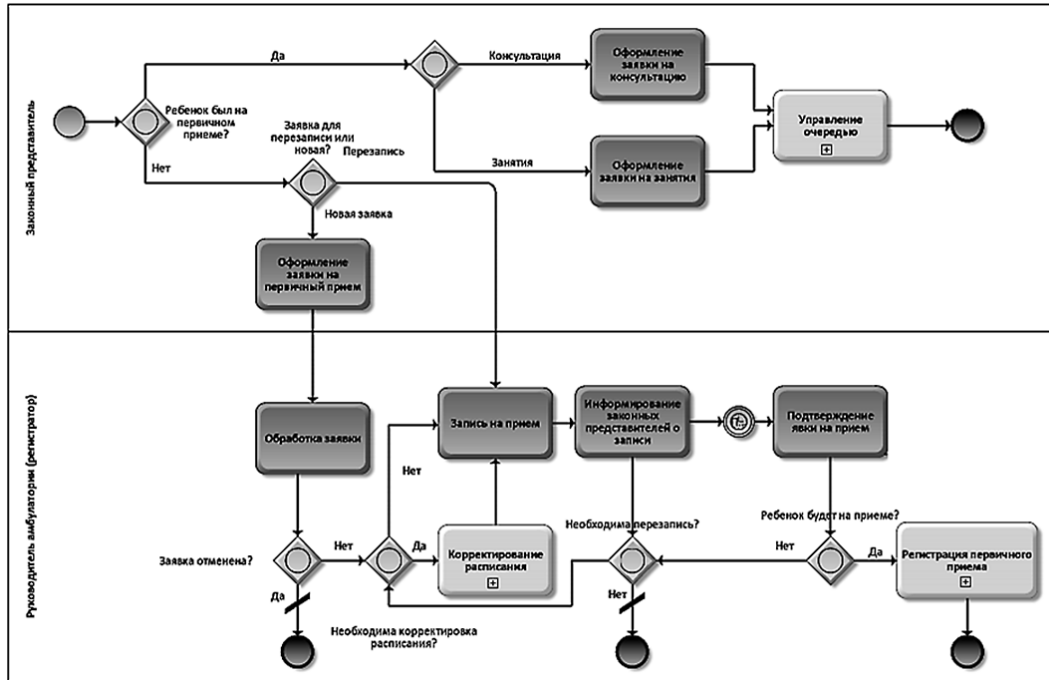 Законный представитель
Да
Консультация
Оформление
заявки на
консультацию
Ребенок был на
первичном
приеме?
Управление
очередью
Заявка для
перезаписи или
новая?
Перезапись
Нет
Занятия
Оформление
заявки на занятия
Новая заявка
Оформление
заявки на
первичный прием
Руководитель амбулатории (регистратор)
Обработка заявки
Запись на прием
Информирование
законных
представителей о
записи
Подтверждение
явки на прием
Нет
Необходима перезапись?
Ребенок будет на приеме?
Заявка отменена?
Нет
Да
Корректирование
расписания
Нет
Да
Регистрация первичного
приема
Да
Нет
Необходима корректировка
расписания?